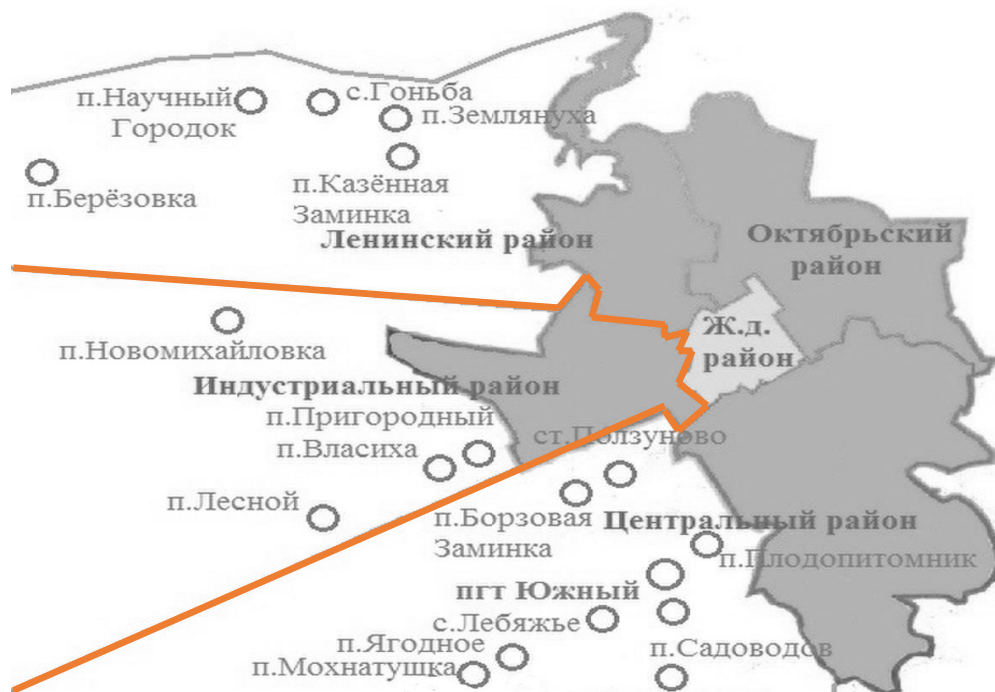 п.Научный
Городок
с.Гоньба
п.Землянуха
п.Берёзовка
п.Казённая
Заминка
Ленинский район
Октябрьский
район
п.Новомихайловка
Ж.д.
район
Индустриальный район
п.Пригородный
п.Власиха
ст.Ползуново
п.Лесной
п.Борзовая
Заминка
Центральный район
п.Плодопитомник
пгт Южный
с.Лебяжье
п.Ягодное
п.Мохнатушка
п.Садоводов